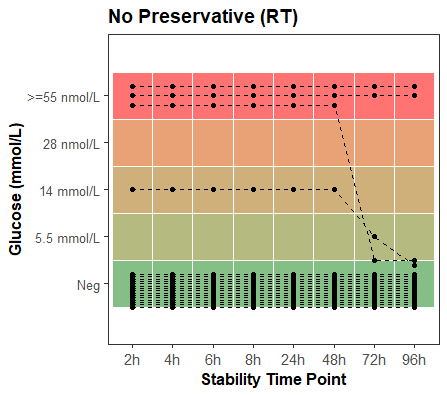 No Preservative (RT)
Glucose (mmol/L)
>=55 nmol/L
28 nmol/L
14 mmol/L
5.5 mmol/L
Neg
2h 4h 6h 8h 24h 48h 72h 96h
Stability Time Point